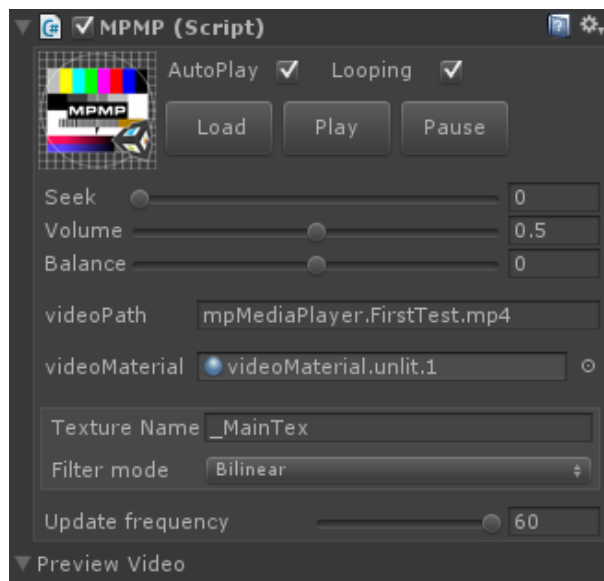 MPMP (Script)
AutoPlay Looping
MPMP
Load Play Pause
Seek 0
Volume 0.5
Balance 0
videoPath mpMediaPlayer.FirstTest.mp4
videoMaterial videoMaterial.unlit.1
Texture Name _MainTex
Filter mode Bilinear
Update frequency 60
Preview Video